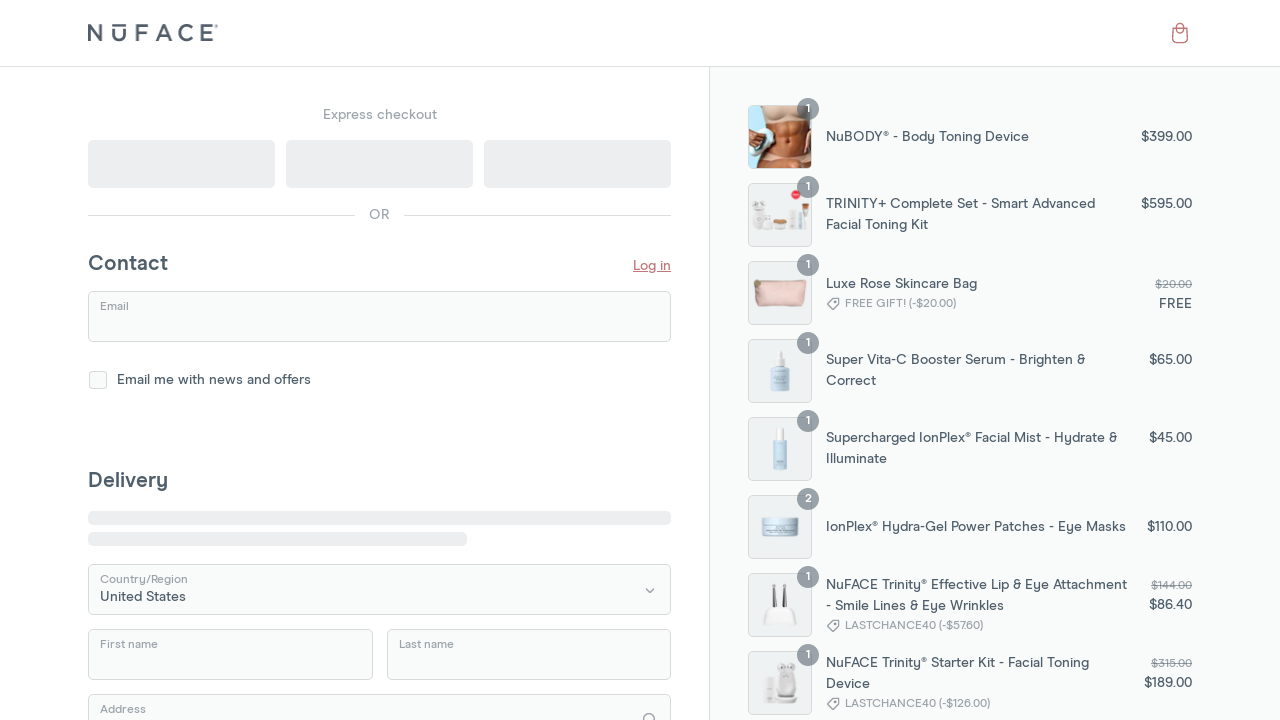 NUFACE®
Express checkout
OR
Contact
Log in
Email
Email me with news and offers
Delivery
Country/Region
United States
First name
Last name
Address
1
NuBODY® - Body Toning Device
$399.00
1
TRINITY+ Complete Set - Smart Advanced
Facial Toning Kit
$595.00
1
Luxe Rose Skincare Bag
FREE GIFT! (-$20.00)
$20.00
FREE
1
Super Vita-C Booster Serum - Brighten &
Correct
$65.00
1
Supercharged IonPlex® Facial Mist - Hydrate &
Illuminate
$45.00
2
IonPlex® Hydra-Gel Power Patches - Eye Masks
$110.00
1
NuFACE Trinity® Effective Lip & Eye Attachment
- Smile Lines & Eye Wrinkles
LASTCHANCE40 (-$57.60)
$144.00
$86.40
1
NuFACE Trinity® Starter Kit - Facial Toning
Device
LASTCHANCE40 (-$126.00)
$315.00
$189.00